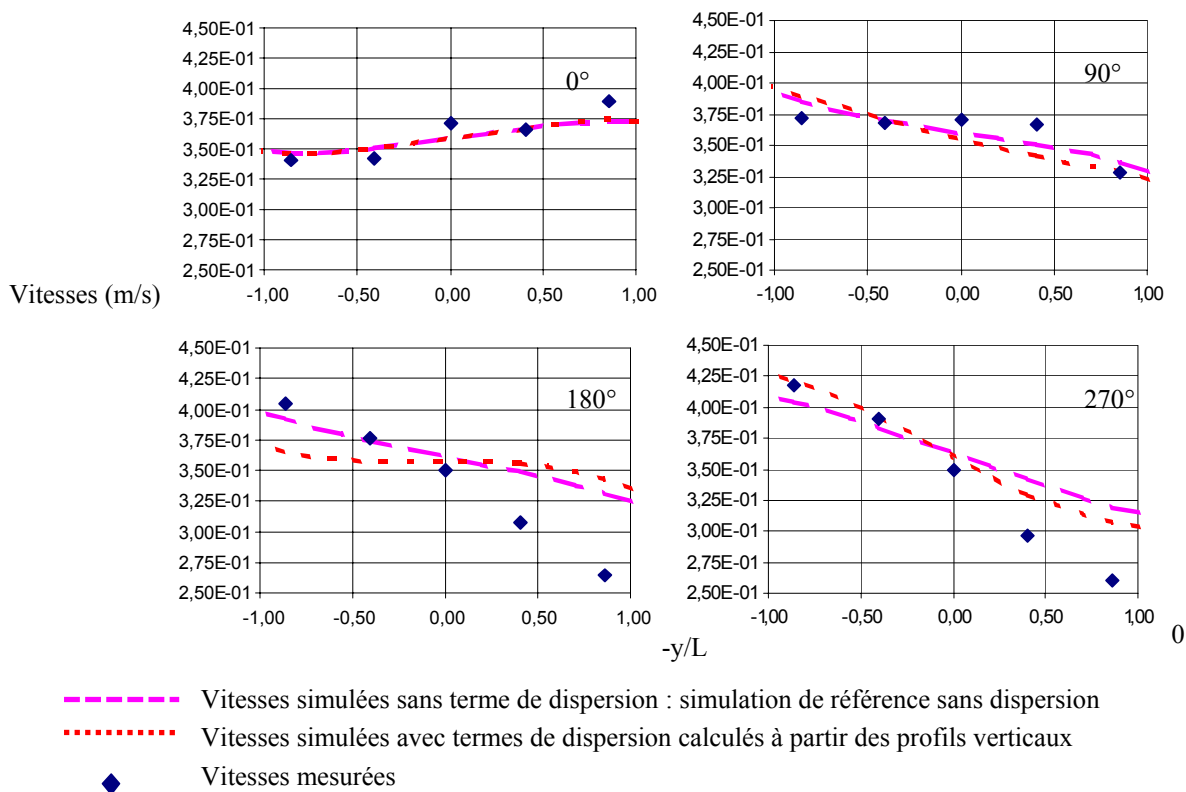 4,50E-01
4,25E-01
4,00E-01
3,75E-01
3,50E-01
3,25E-01
3,00E-01
2,75E-01
2,50E-01
0°
-1,00 -0,50 0,00 0,50 1,00
4,50E-01
4,25E-01
4,00E-01
3,75E-01
3,50E-01
3,25E-01
3,00E-01
2,75E-01
2,50E-01
90°
-1,00 -0,50 0,00 0,50 1,00
Vitesses (m/s)
4,50E-01
4,25E-01
4,00E-01
3,75E-01
3,50E-01
3,25E-01
3,00E-01
2,75E-01
2,50E-01
180°
-1,00 -0,50 0,00 0,50 1,00
4,50E-01
4,25E-01
4,00E-01
3,75E-01
3,50E-01
3,25E-01
3,00E-01
2,75E-01
2,50E-01
270°
-1,00 -0,50 0,00 0,50 1,00
0
-y/L
Vitesses simulées sans terme de dispersion : simulation de référence sans dispersion
Vitesses simulées avec termes de dispersion calculés à partir des profils verticaux
Vitesses mesurées